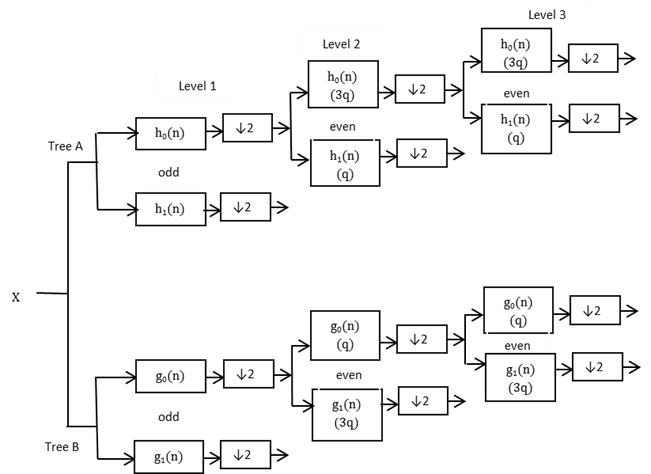 Level 3
Level 2
Level 1
h₀(n)
(3q)
↓2
even
h₁(n)
(q)
↓2
h₀(n)
(3q)
↓2
even
h₁(n)
(q)
↓2
Tree A
h₀(n)
↓2
odd
h₁(n)
↓2
X
g₀(n)
(q)
↓2
even
g₁(n)
(3q)
↓2
g₀(n)
(q)
↓2
even
g₁(n)
(3q)
↓2
g₀(n)
↓2
odd
Tree B
g₁(n)
↓2